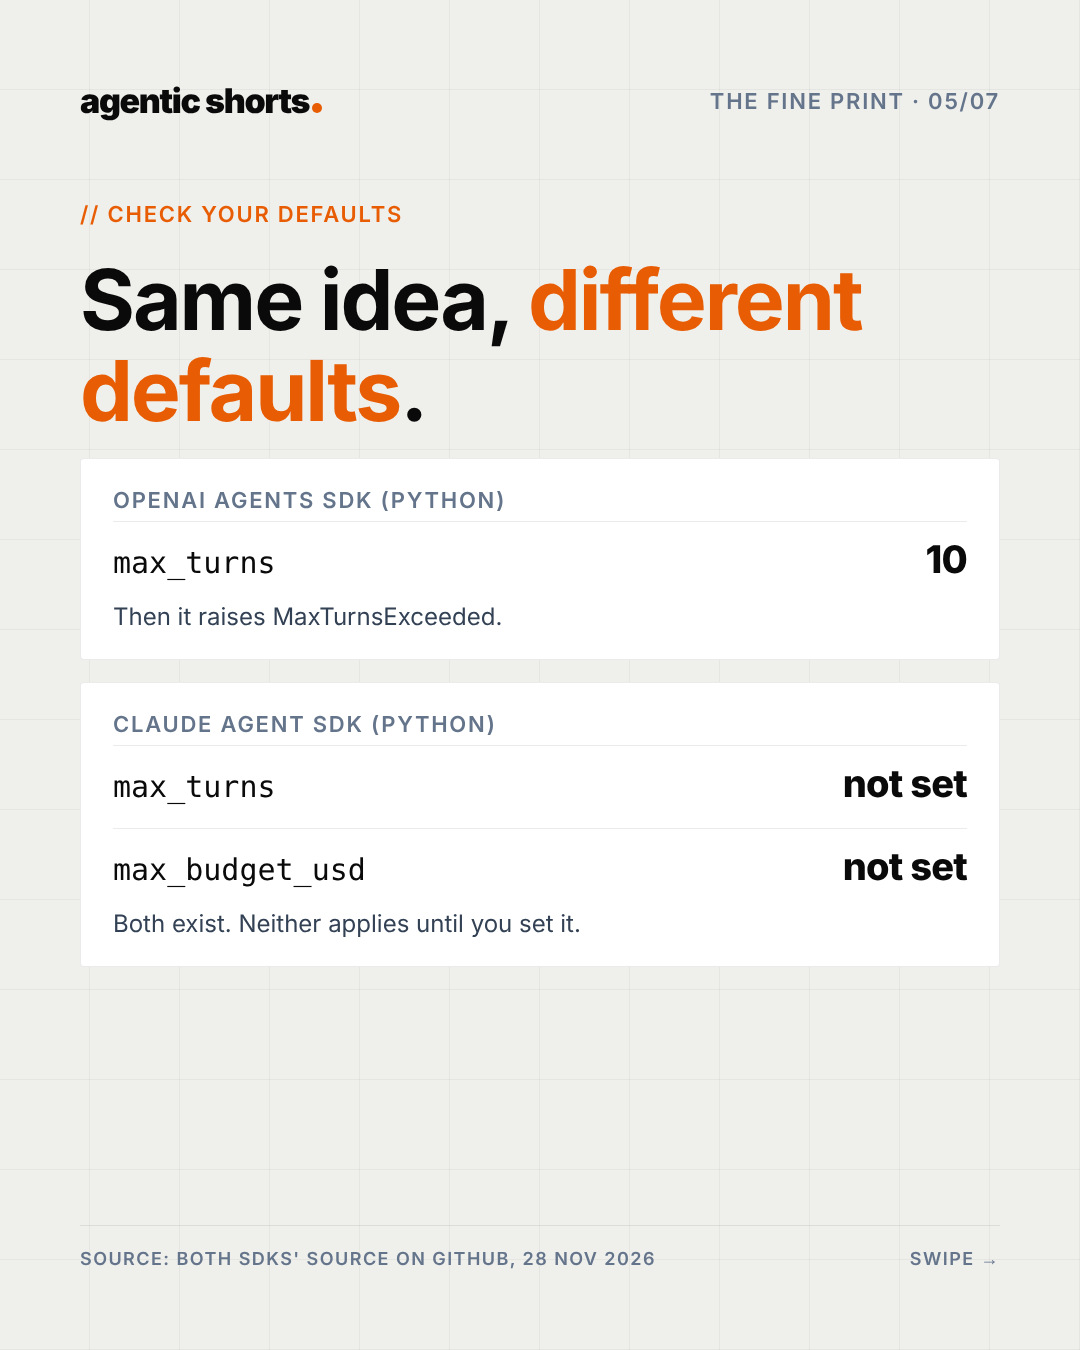 agentic shorts.
THE FINE PRINT · 05/07
// CHECK YOUR DEFAULTS
Same idea, different
defaults.
OPENAI AGENTS SDK (PYTHON)
max_turns 10
Then it raises MaxTurnsExceeded.
CLAUDE AGENT SDK (PYTHON)
max_turns not set
max_budget_usd not set
Both exist. Neither applies until you set it.
SOURCE: BOTH SDKS' SOURCE ON GITHUB, 28 NOV 2026
SWIPE →